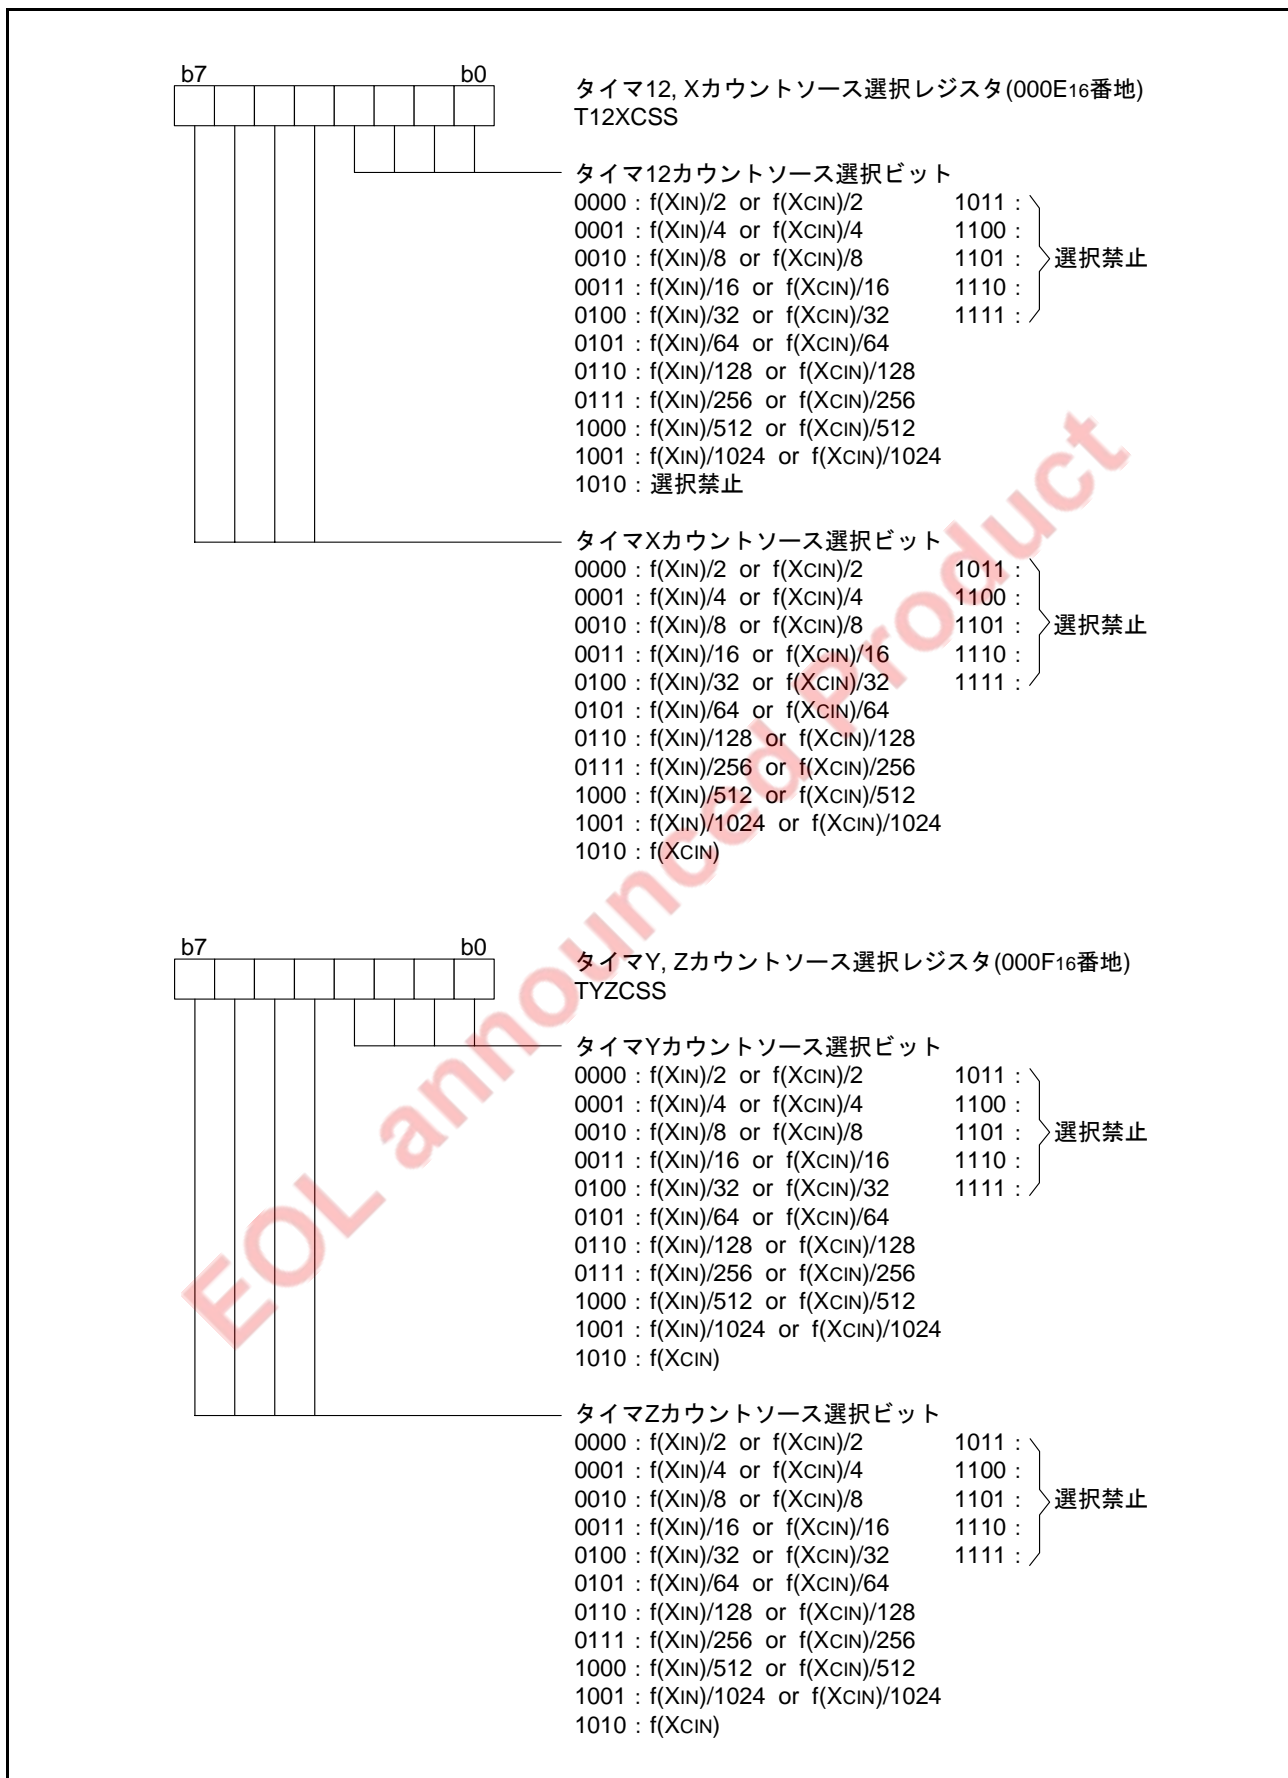 b7 b0
タイマ12, Xカウントソース選択レジスタ(000E16番地)
T12XCSS
タイマ12カウントソース選択ビット
0000 : f(XIN)/2 or f(XCIN)/2 1011 :
0001 : f(XIN)/4 or f(XCIN)/4 1100 :
0010 : f(XIN)/8 or f(XCIN)/8 1101 : 選択禁止
0011 : f(XIN)/16 or f(XCIN)/16 1110 :
0100 : f(XIN)/32 or f(XCIN)/32 1111 :
0101 : f(XIN)/64 or f(XCIN)/64
0110 : f(XIN)/128 or f(XCIN)/128
0111 : f(XIN)/256 or f(XCIN)/256
1000 : f(XIN)/512 or f(XCIN)/512
1001 : f(XIN)/1024 or f(XCIN)/1024
1010 : 選択禁止
タイマXカウントソース選択ビット
0000 : f(XIN)/2 or f(XCIN)/2 1011 :
0001 : f(XIN)/4 or f(XCIN)/4 1100 :
0010 : f(XIN)/8 or f(XCIN)/8 1101 : 選択禁止
0011 : f(XIN)/16 or f(XCIN)/16 1110 :
0100 : f(XIN)/32 or f(XCIN)/32 1111 :
0101 : f(XIN)/64 or f(XCIN)/64
0110 : f(XIN)/128 or f(XCIN)/128
0111 : f(XIN)/256 or f(XCIN)/256
1000 : f(XIN)/512 or f(XCIN)/512
1001 : f(XIN)/1024 or f(XCIN)/1024
1010 : f(XCIN)
b7 b0
タイマY, Zカウントソース選択レジスタ(000F16番地)
TYZCSS
タイマYカウントソース選択ビット
0000 : f(XIN)/2 or f(XCIN)/2 1011 :
0001 : f(XIN)/4 or f(XCIN)/4 1100 :
0010 : f(XIN)/8 or f(XCIN)/8 1101 : 選択禁止
0011 : f(XIN)/16 or f(XCIN)/16 1110 :
0100 : f(XIN)/32 or f(XCIN)/32 1111 :
0101 : f(XIN)/64 or f(XCIN)/64
0110 : f(XIN)/128 or f(XCIN)/128
0111 : f(XIN)/256 or f(XCIN)/256
1000 : f(XIN)/512 or f(XCIN)/512
1001 : f(XIN)/1024 or f(XCIN)/1024
1010 : f(XCIN)
タイマZカウントソース選択ビット
0000 : f(XIN)/2 or f(XCIN)/2 1011 :
0001 : f(XIN)/4 or f(XCIN)/4 1100 :
0010 : f(XIN)/8 or f(XCIN)/8 1101 : 選択禁止
0011 : f(XIN)/16 or f(XCIN)/16 1110 :
0100 : f(XIN)/32 or f(XCIN)/32 1111 :
0101 : f(XIN)/64 or f(XCIN)/64
0110 : f(XIN)/128 or f(XCIN)/128
0111 : f(XIN)/256 or f(XCIN)/256
1000 : f(XIN)/512 or f(XCIN)/512
1001 : f(XIN)/1024 or f(XCIN)/1024
1010 : f(XCIN)
EOL announced Product